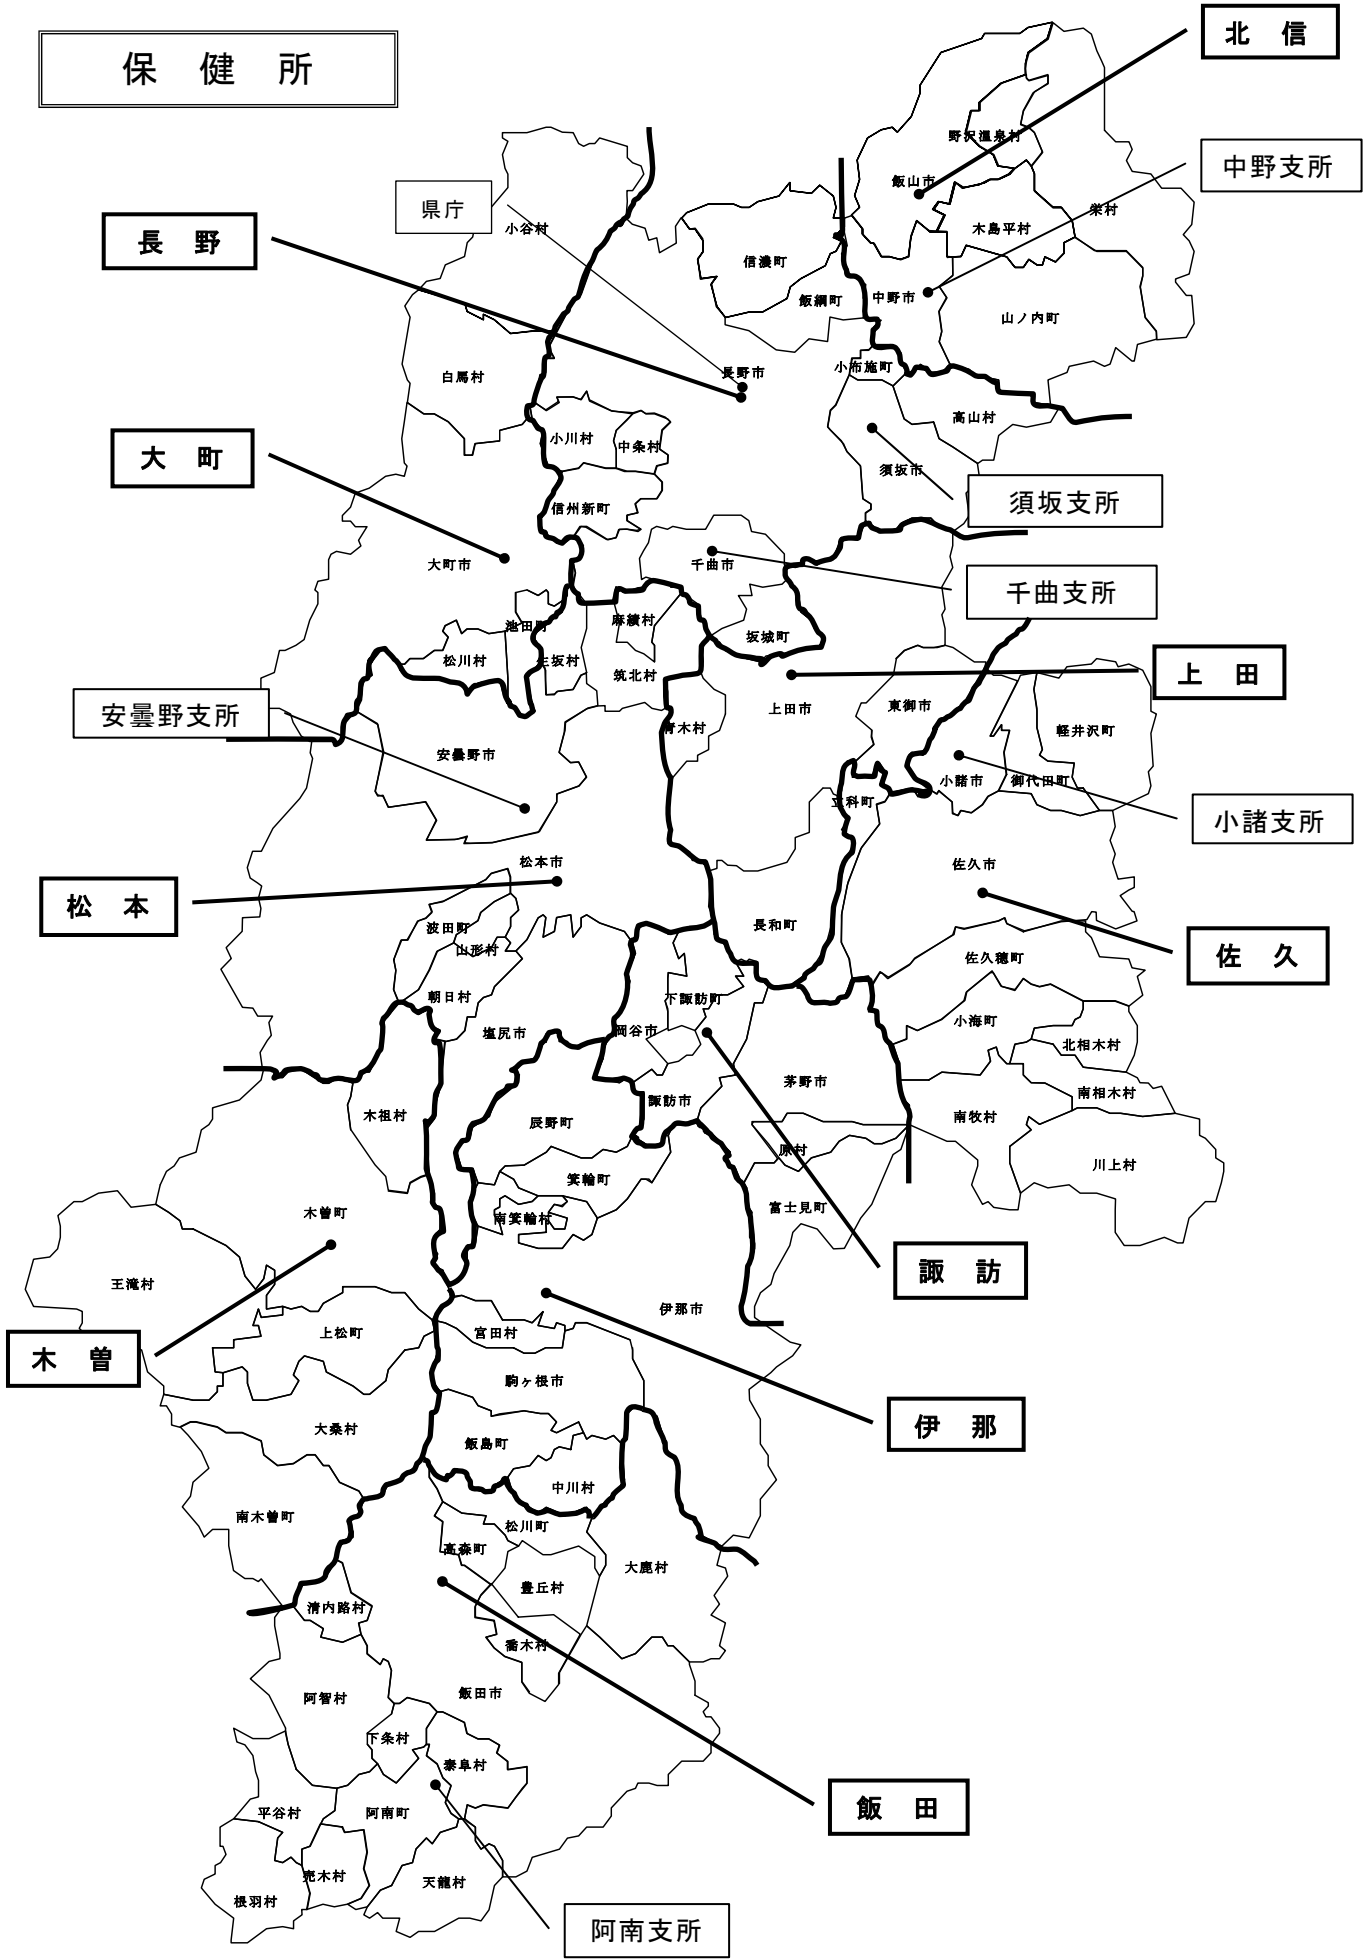 保健所
北信
野沢温泉村
中野支所
飯山市
県庁
栄村
小谷村
木島平村
長野
信濃町
飯綱町
中野市
山ノ内町
小布施町
長野市
白馬村
高山村
小川村
中条村
大町
須坂市
須坂支所
信州新町
大町市
千曲市
千曲支所
麻績村
池田町
坂城町
松川村
生坂村
筑北村
上田
東御市
上田市
安曇野支所
青木村
軽井沢町
安曇野市
小諸市
御代田町
立科町
小諸支所
松本市
佐久市
松本
長和町
波田町
山形村
佐久
佐久穂町
朝日村
下諏訪町
小海町
塩尻市
岡谷市
北相木村
茅野市
南相木村
諏訪市
木祖村
南牧村
辰野町
原村
川上村
箕輪町
富士見町
木曽町
南箕輪村
諏訪
王滝村
伊那市
上松町
宮田村
木曽
駒ヶ根市
大桑村
伊那
飯島町
中川村
南木曽町
松川町
高森町
大鹿村
豊丘村
清内路村
喬木村
飯田市
阿智村
下条村
泰阜村
飯田
平谷村
阿南町
売木村
天龍村
根羽村
阿南支所